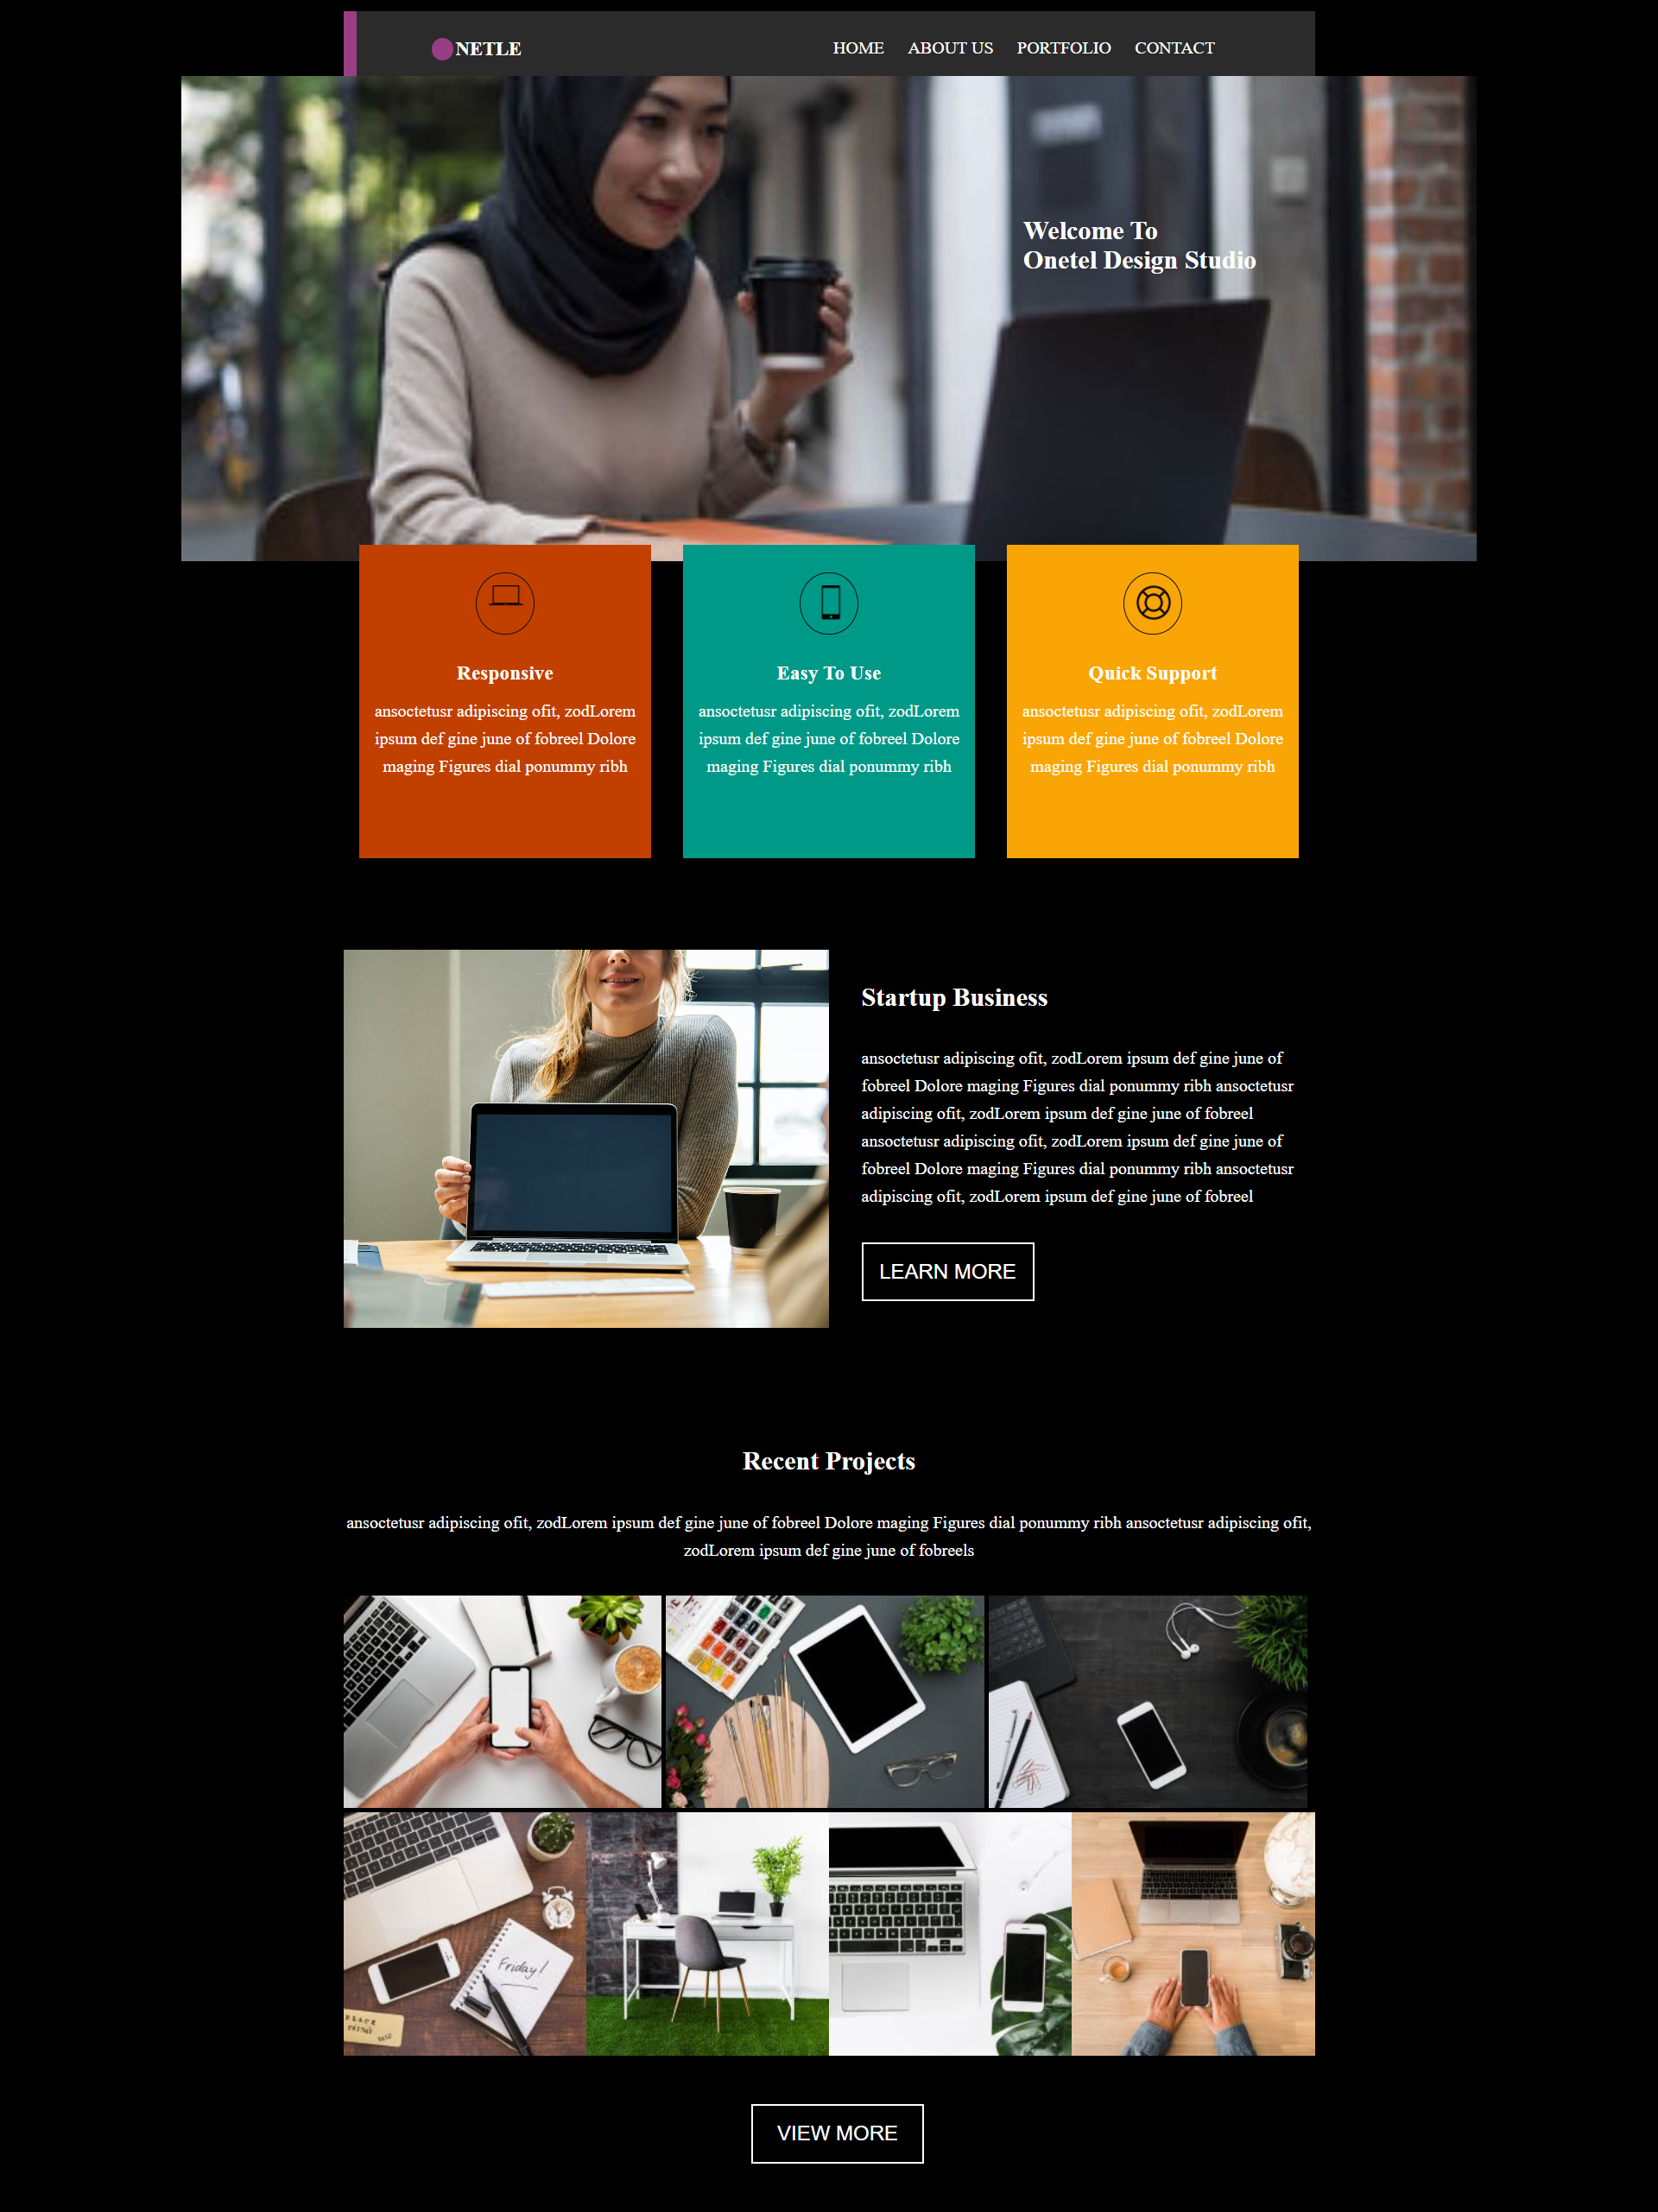 NETLE
HOME ABOUT US PORTFOLIO CONTACT
Welcome To
Onetel Design Studio
Responsive
ansoctetusr adipiscing ofit, zodLorem
ipsum def gine june of fobreel Dolore
maging Figures dial ponummy ribh
Easy To Use
ansoctetusr adipiscing ofit, zodLorem
ipsum def gine june of fobreel Dolore
maging Figures dial ponummy ribh
Quick Support
ansoctetusr adipiscing ofit, zodLorem
ipsum def gine june of fobreel Dolore
maging Figures dial ponummy ribh
Startup Business
ansoctetusr adipiscing ofit, zodLorem ipsum def gine june of
fobreel Dolore maging Figures dial ponummy ribh ansoctetusr
adipiscing ofit, zodLorem ipsum def gine june of fobreel
ansoctetusr adipiscing ofit, zodLorem ipsum def gine june of
fobreel Dolore maging Figures dial ponummy ribh ansoctetusr
adipiscing ofit, zodLorem ipsum def gine june of fobreel
LEARN MORE
Recent Projects
ansoctetusr adipiscing ofit, zodLorem ipsum def gine june of fobreel Dolore maging Figures dial ponummy ribh ansoctetusr adipiscing ofit,
zodLorem ipsum def gine june of fobreels
Friday!
BLACK
FRIDAY
VIEW MORE